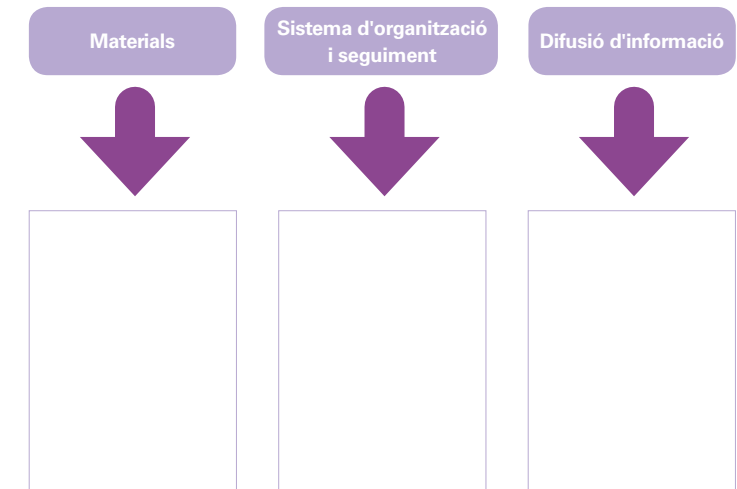 Materials
Sistema d'organització
i seguiment
Difusió d'informació